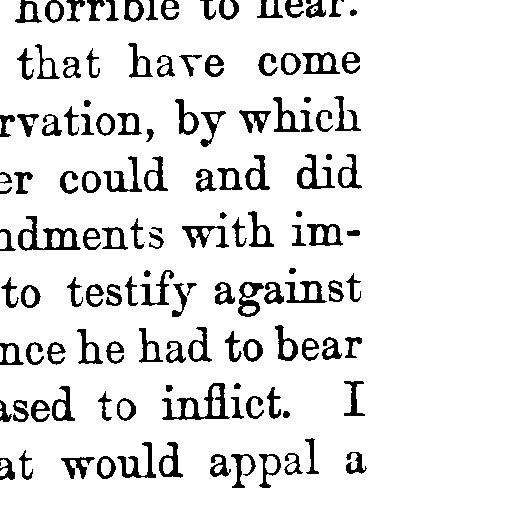 horrible to hear.
that have come
rvation, by which
er could and did
ndments with im-
to testify against
nce he had to bear
ased to inflict. I
at would appal a